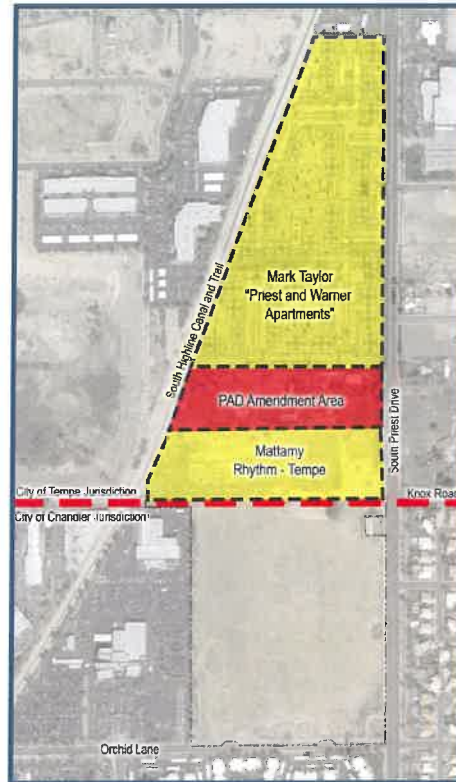 South Highline Canal and Trail
Mark Taylor
"Priest and Warner
Apartments"
PAD Amendment Area
South Priest Drive
Mattamy
Rhythm - Tempe
City of Tempe Jurisdiction
Knox Road
City of Chandler Jurisdiction
Orchid Lane